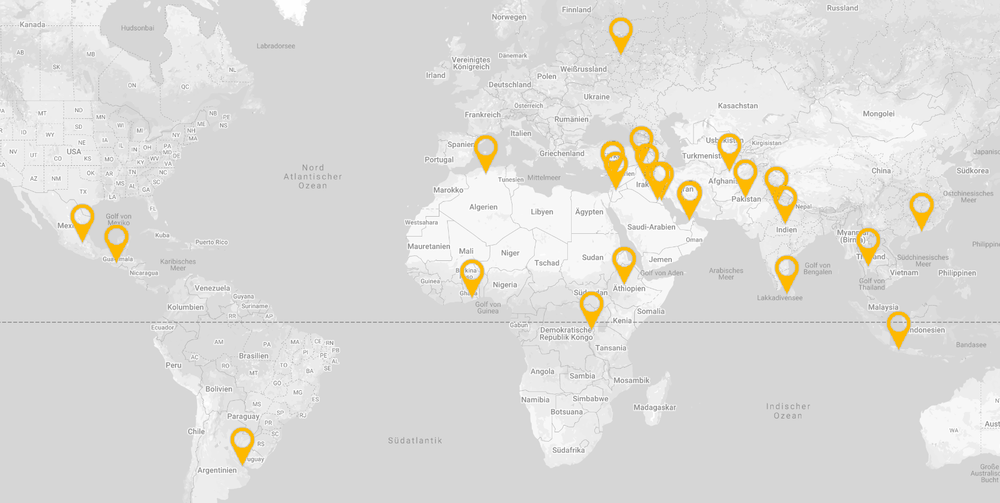 Kanada
Hudsonbai
Labradorsee
Norwegen
Finnland
Russland
AB
MB
SK
ON
QC
NL
Vereinigtes
Königreich
Irland
Dänemark
Weißrussland
Polen
Deutschland
Ukraine
Österreich
Frankreich
Rumänien
Kasachstan
Mongolei
MT
ND
MN
SD
WI
ID
WY
MI
NB
PE
NS
ME
NH
MA
NY
NE
IA
USA
NV
UT
CO
KS
IL
IN
OH
PA
MD
DE
WV
MO
KY
VA
AZ
NM
OK
AR
TN
NC
MS
AL
GA
SC
TX
LA
FL
Italien
Spanien
Portugal
Griechenland
Kirgisistan
Nord
Atlantischer
Ozean
Tunesien
Mittelmeer
Marokko
Irak
China
Südkorea
Ostchinesisches
Meer
Pakistan
Nepal
Indien
Algerien
Libyen
Ägypten
Saudi-Arabien
Westsahara
Oman
Golf von
Mexiko
Kuba
Puerto Rico
Karibisches
Meer
Nicaragua
Mauretanien
Mali
Niger
Tschad
Sudan
Jemen
Golf von Aden
Arabisches
Meer
Golf von
Bengalen
Südchinesisches
Meer
Vietnam
Philippinen
Golf von
Thailand
Guinea
Nigeria
Äthiopien
Golf von
Guinea
Lakkadivensee
Malaysia
Venezuela
Guyana
Suriname
Kolumbien
RR
AP
Ecuador
Somalia
Kenia
Gabun
Demokratische
Republik Kongo
Bandasee
AM
PA
MA
CE
RN
PB
PI
PE
AL
SE
Tansania
Brasilien
AC
RO
TO
BA
MT
GO
Peru
Angola
Sambia
Mosambik
Bolivien
MG
ES
MS
SP
RJ
Namibia
Simbabwe
Botsuana
Madagaskar
Indischer
Ozean
Paraguay
PR
SC
RS
Chile
Südatlantik
Südafrika
Argentinien
WA
Große
Bucht